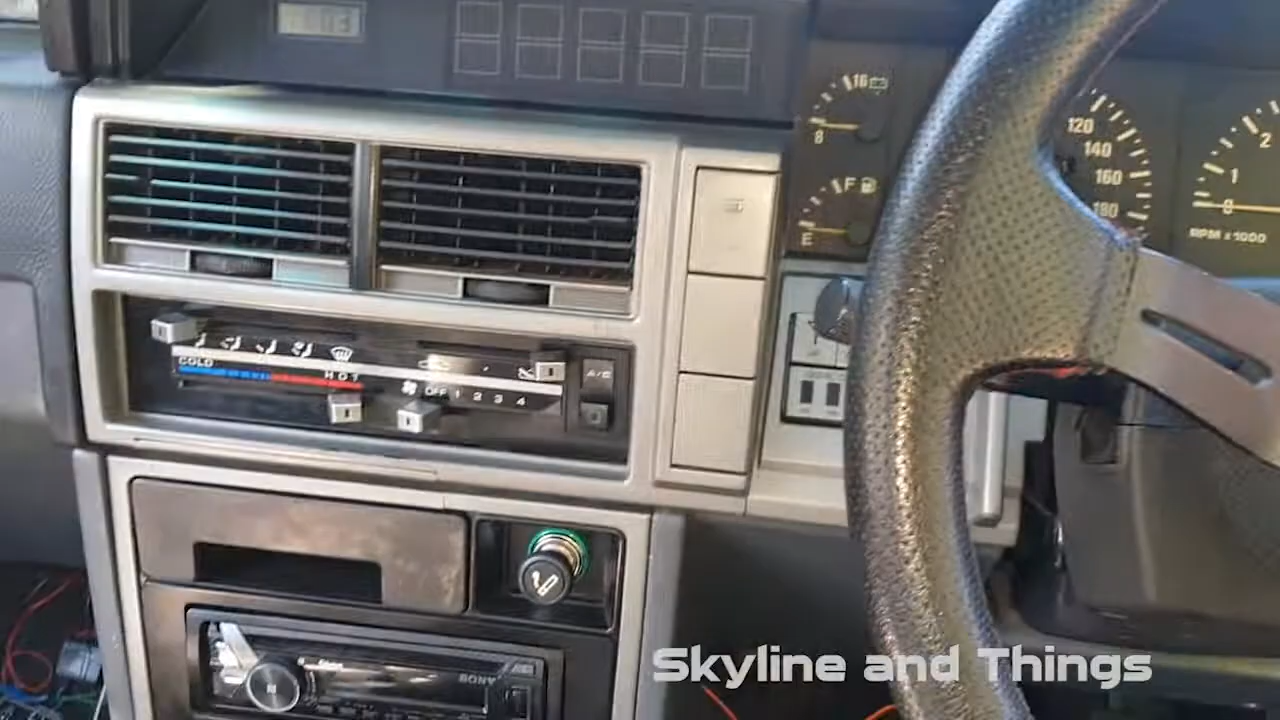 16
8
F
E
120
140
160
180
2
1
0
RPM x 1000
COLD
HOT
OFF 1 2 3 4
A/C
SONY
Skyline and Things